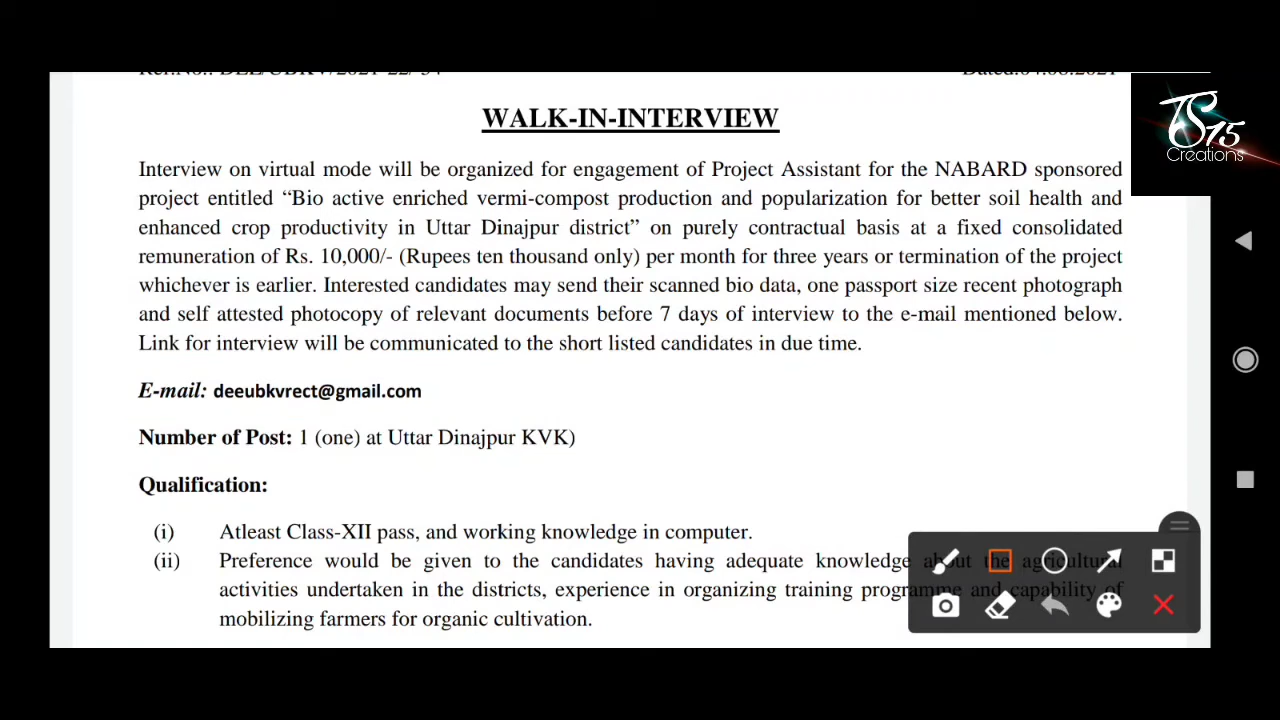 WALK-IN-INTERVIEW
TS15
Creations
Interview on virtual mode will be organized for engagement of Project Assistant for the NABARD sponsored
project entitled “Bio active enriched vermi-compost production and popularization for better soil health and
enhanced crop productivity in Uttar Dinajpur district” on purely contractual basis at a fixed consolidated
remuneration of Rs. 10,000/- (Rupees ten thousand only) per month for three years or termination of the project
whichever is earlier. Interested candidates may send their scanned bio data, one passport size recent photograph
and self attested photocopy of relevant documents before 7 days of interview to the e-mail mentioned below.
Link for interview will be communicated to the short listed candidates in due time.
E-mail: deeubkvrect@gmail.com
Number of Post: 1 (one) at Uttar Dinajpur KVK)
Qualification:
(i) Atleast Class-XII pass, and working knowledge in computer.
(ii) Preference would be given to the candidates having adequate knowledge about the agricultural
activities undertaken in the districts, experience in organizing training programme and capability of
mobilizing farmers for organic cultivation.